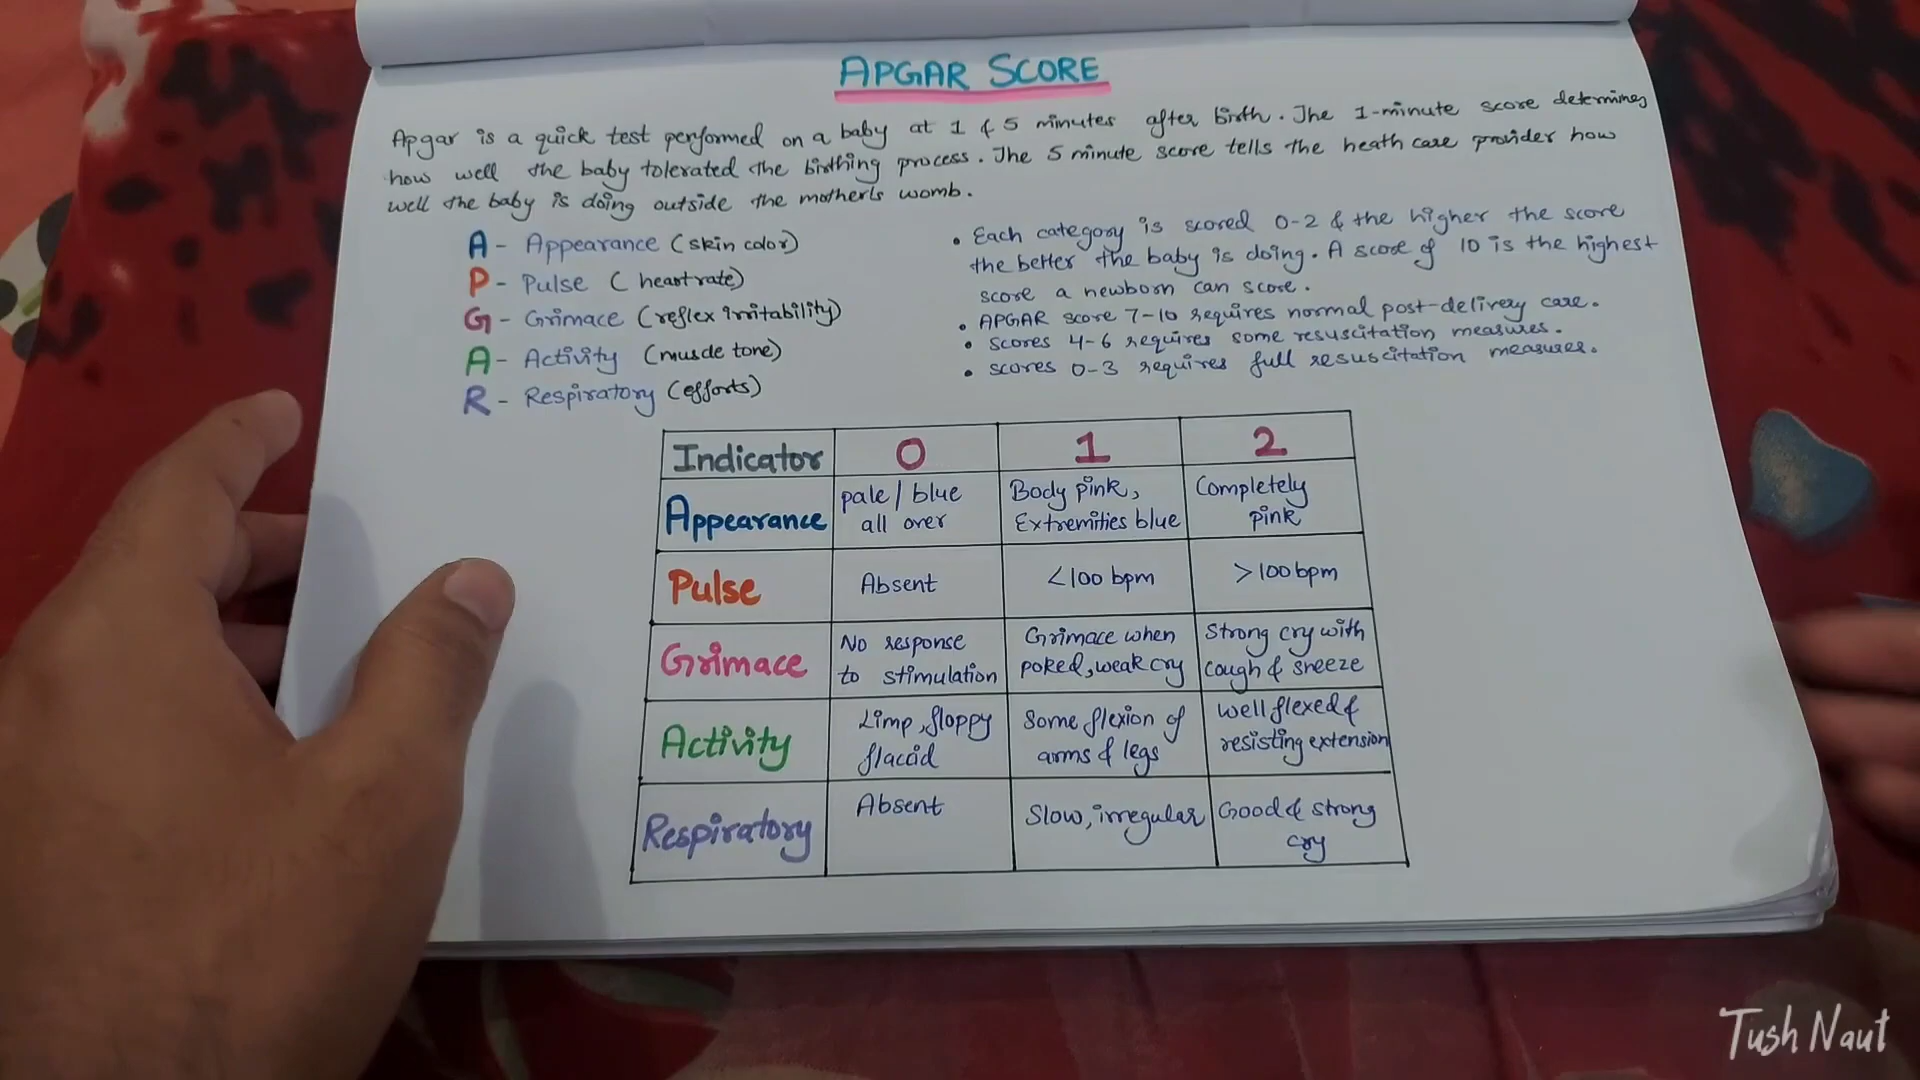 APGAR SCORE
Apgar is a quick test performed on a baby at 1 & 5 minutes after birth. The 1-minute score determines
how well the baby tolerated the birthing process. The 5 minute score tells the heath care provider how
well the baby is doing outside the mother's womb.
A - Appearance (skin color)
P - Pulse (heart rate)
G - Grimace (reflex irritability)
A - Activity (muscle tone)
R - Respiratory (efforts)
• Each category is scored 0-2 & the higher the score
the better the baby is doing. A score of 10 is the highest
score a newborn can score.
• APGAR score 7-10 requires normal post-delivery care.
• scores 4-6 requires some resuscitation measures.
• scores 0-3 requires full resuscitation measures.
Indicator 0 1 2
Appearance pale/blue all over Body pink, Extremities blue Completely pink
Pulse Absent <100 bpm >100 bpm
Grimace No response to stimulation Grimace when poked, weak cry Strong cry with cough & sneeze
Activity Limp, floppy flaccid Some flexion of arms & legs well flexed & resisting extension
Respiratory Absent Slow, irregular Good & strong cry
Tush Naut